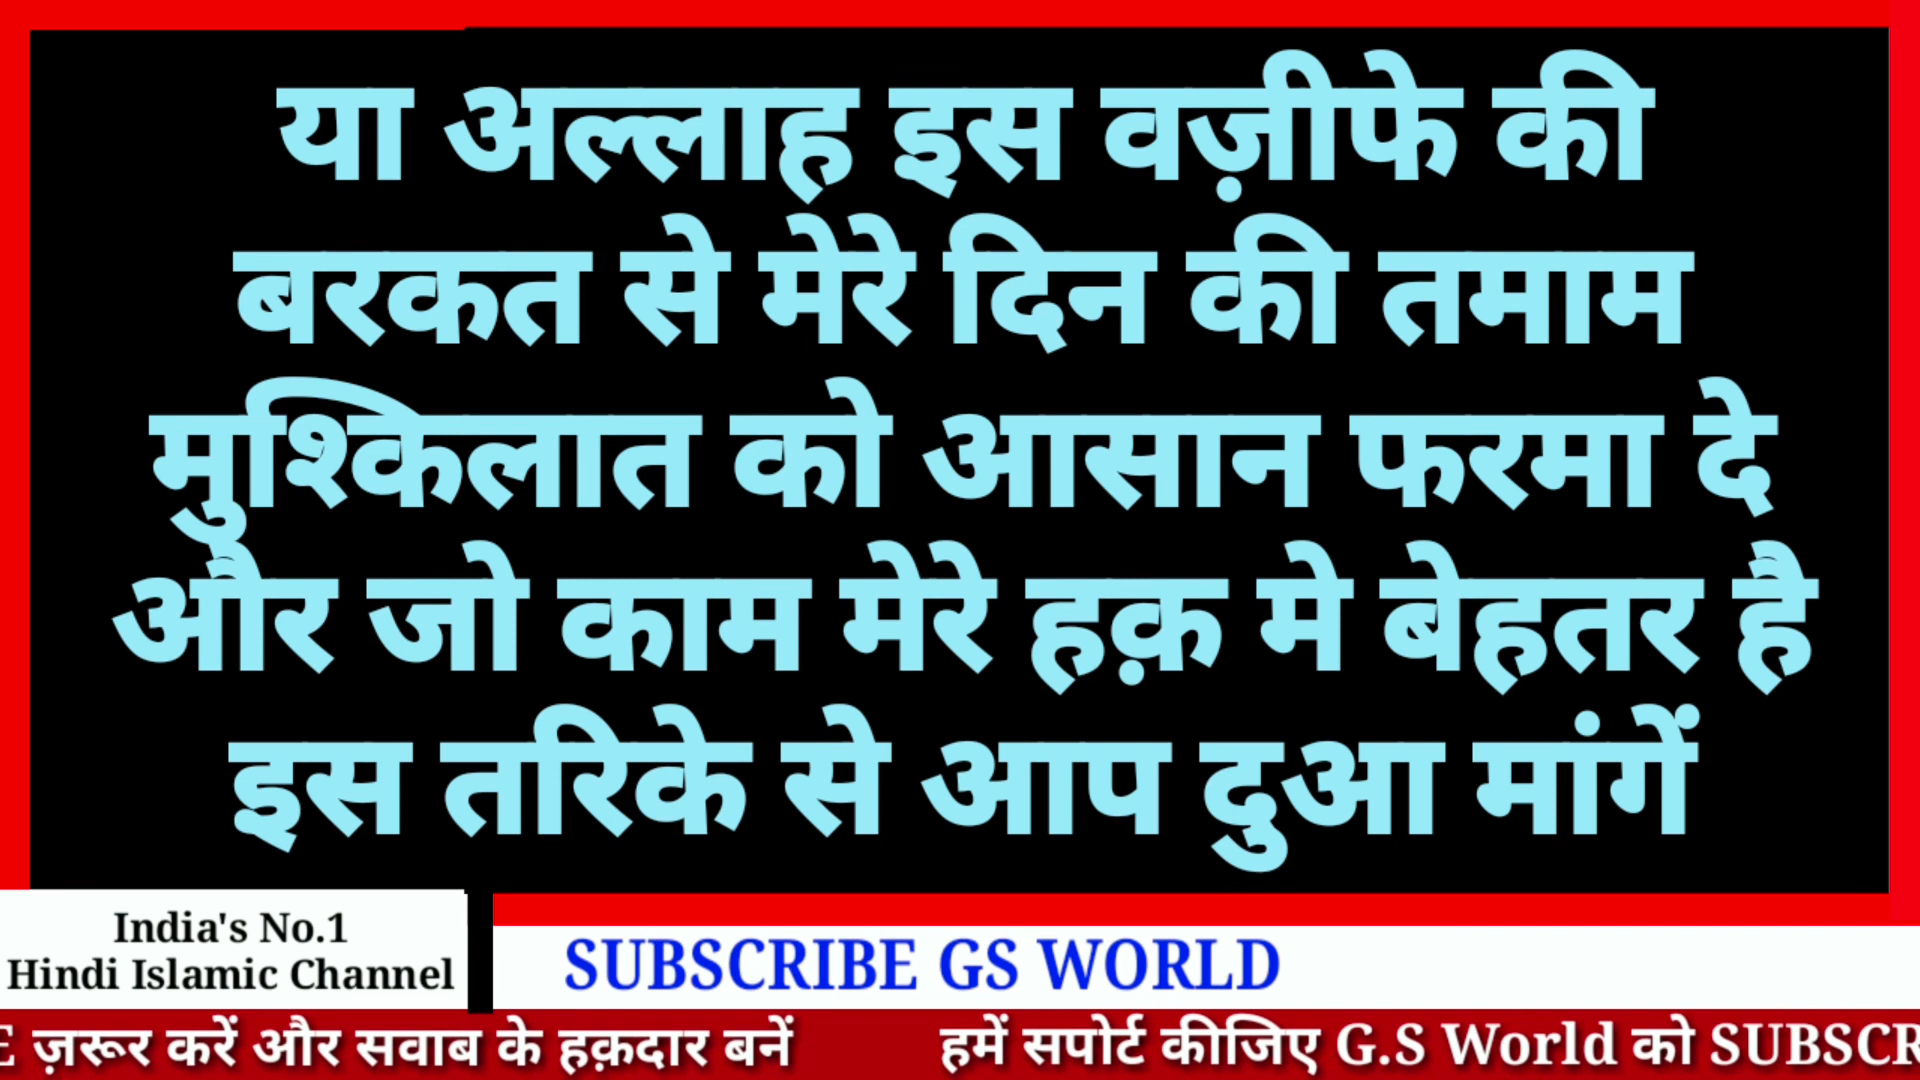 या अल्लाह इस वज़ीफे की
बरकत से मेरे दिन की तमाम
मुश्किलात को आसान फरमा दे
और जो काम मेरे हक़ मे बेहतर है
इस तरिके से आप दुआ मांगें
India's No.1
Hindi Islamic Channel
SUBSCRIBE GS WORLD
ज़रूर करें और सवाब के हक़दार बनें हमें सपोर्ट कीजिए G.S World को